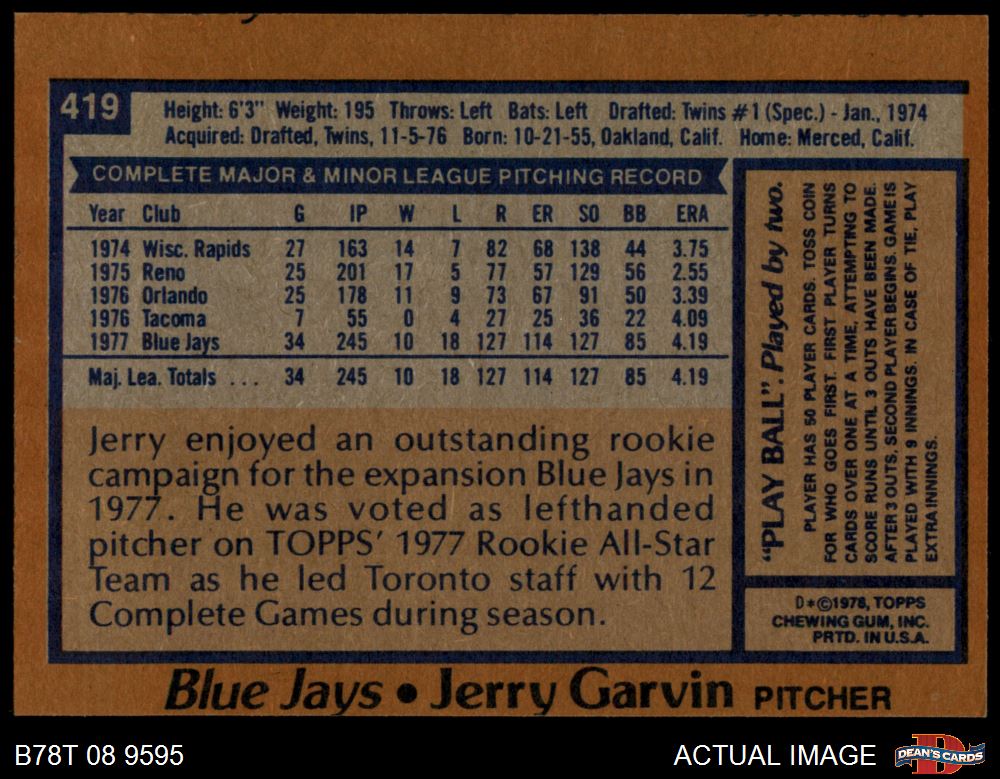 419
Height: 6'3" Weight: 195 Throws: Left Bats: Left Drafted: Twins #1 (Spec.) - Jan., 1974
Acquired: Drafted, Twins, 11-5-76 Born: 10-21-55, Oakland, Calif. Home: Merced, Calif.
COMPLETE MAJOR & MINOR LEAGUE PITCHING RECORD
Year Club G IP W L R ER SO BB ERA
1974 Wisc. Rapids 27 163 14 7 82 68 138 44 3.75
1975 Reno 25 201 17 5 77 57 129 56 2.55
1976 Orlando 25 178 11 9 73 67 91 50 3.39
1976 Tacoma 7 55 0 4 27 25 36 22 4.09
1977 Blue Jays 34 245 10 18 127 114 127 85 4.19
Maj. Lea. Totals ... 34 245 10 18 127 114 127 85 4.19
Jerry enjoyed an outstanding rookie
campaign for the expansion Blue Jays in
1977. He was voted as lefthanded
pitcher on TOPPS' 1977 Rookie All-Star
Team as he led Toronto staff with 12
Complete Games during season.
"PLAY BALL". Played by two.
PLAYER HAS 50 PLAYER CARDS. TOSS COIN
FOR WHO GOES FIRST. FIRST PLAYER TURNS
CARDS OVER ONE AT A TIME, ATTEMPTING TO
SCORE RUNS UNTIL 3 OUTS HAVE BEEN MADE.
AFTER 3 OUTS, SECOND PLAYER BEGINS. GAME IS
PLAYED WITH 9 INNINGS. IN CASE OF TIE, PLAY
EXTRA INNINGS.
D*©1978, TOPPS
CHEWING GUM, INC.
PRTD. IN U.S.A.
Blue Jays • Jerry Garvin PITCHER
B78T 08 9595
ACTUAL IMAGE
DEAN'S CARDS